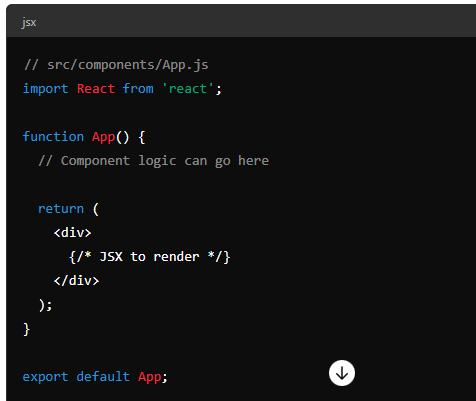 jsx
// src/components/App.js
import React from 'react';
function App() {
// Component logic can go here
return (
<div>
{/* JSX to render */}
</div>
);
}
export default App;